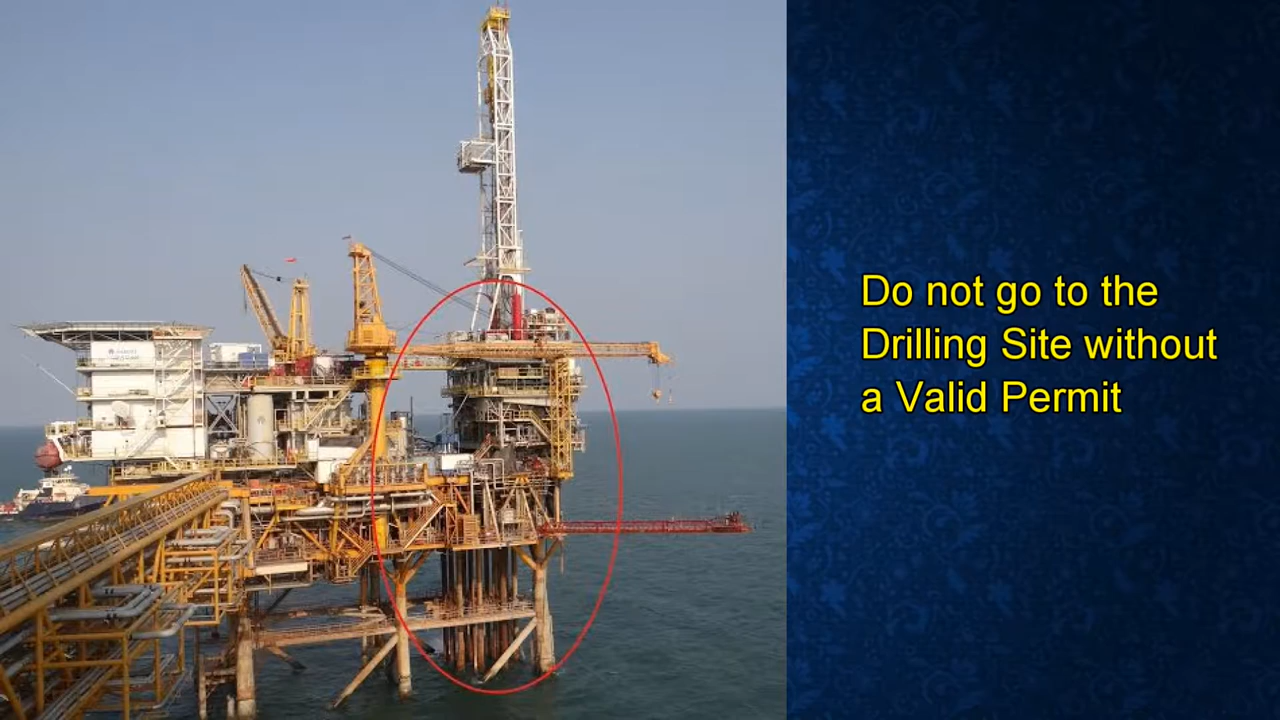 Do not go to the
Drilling Site without
a Valid Permit